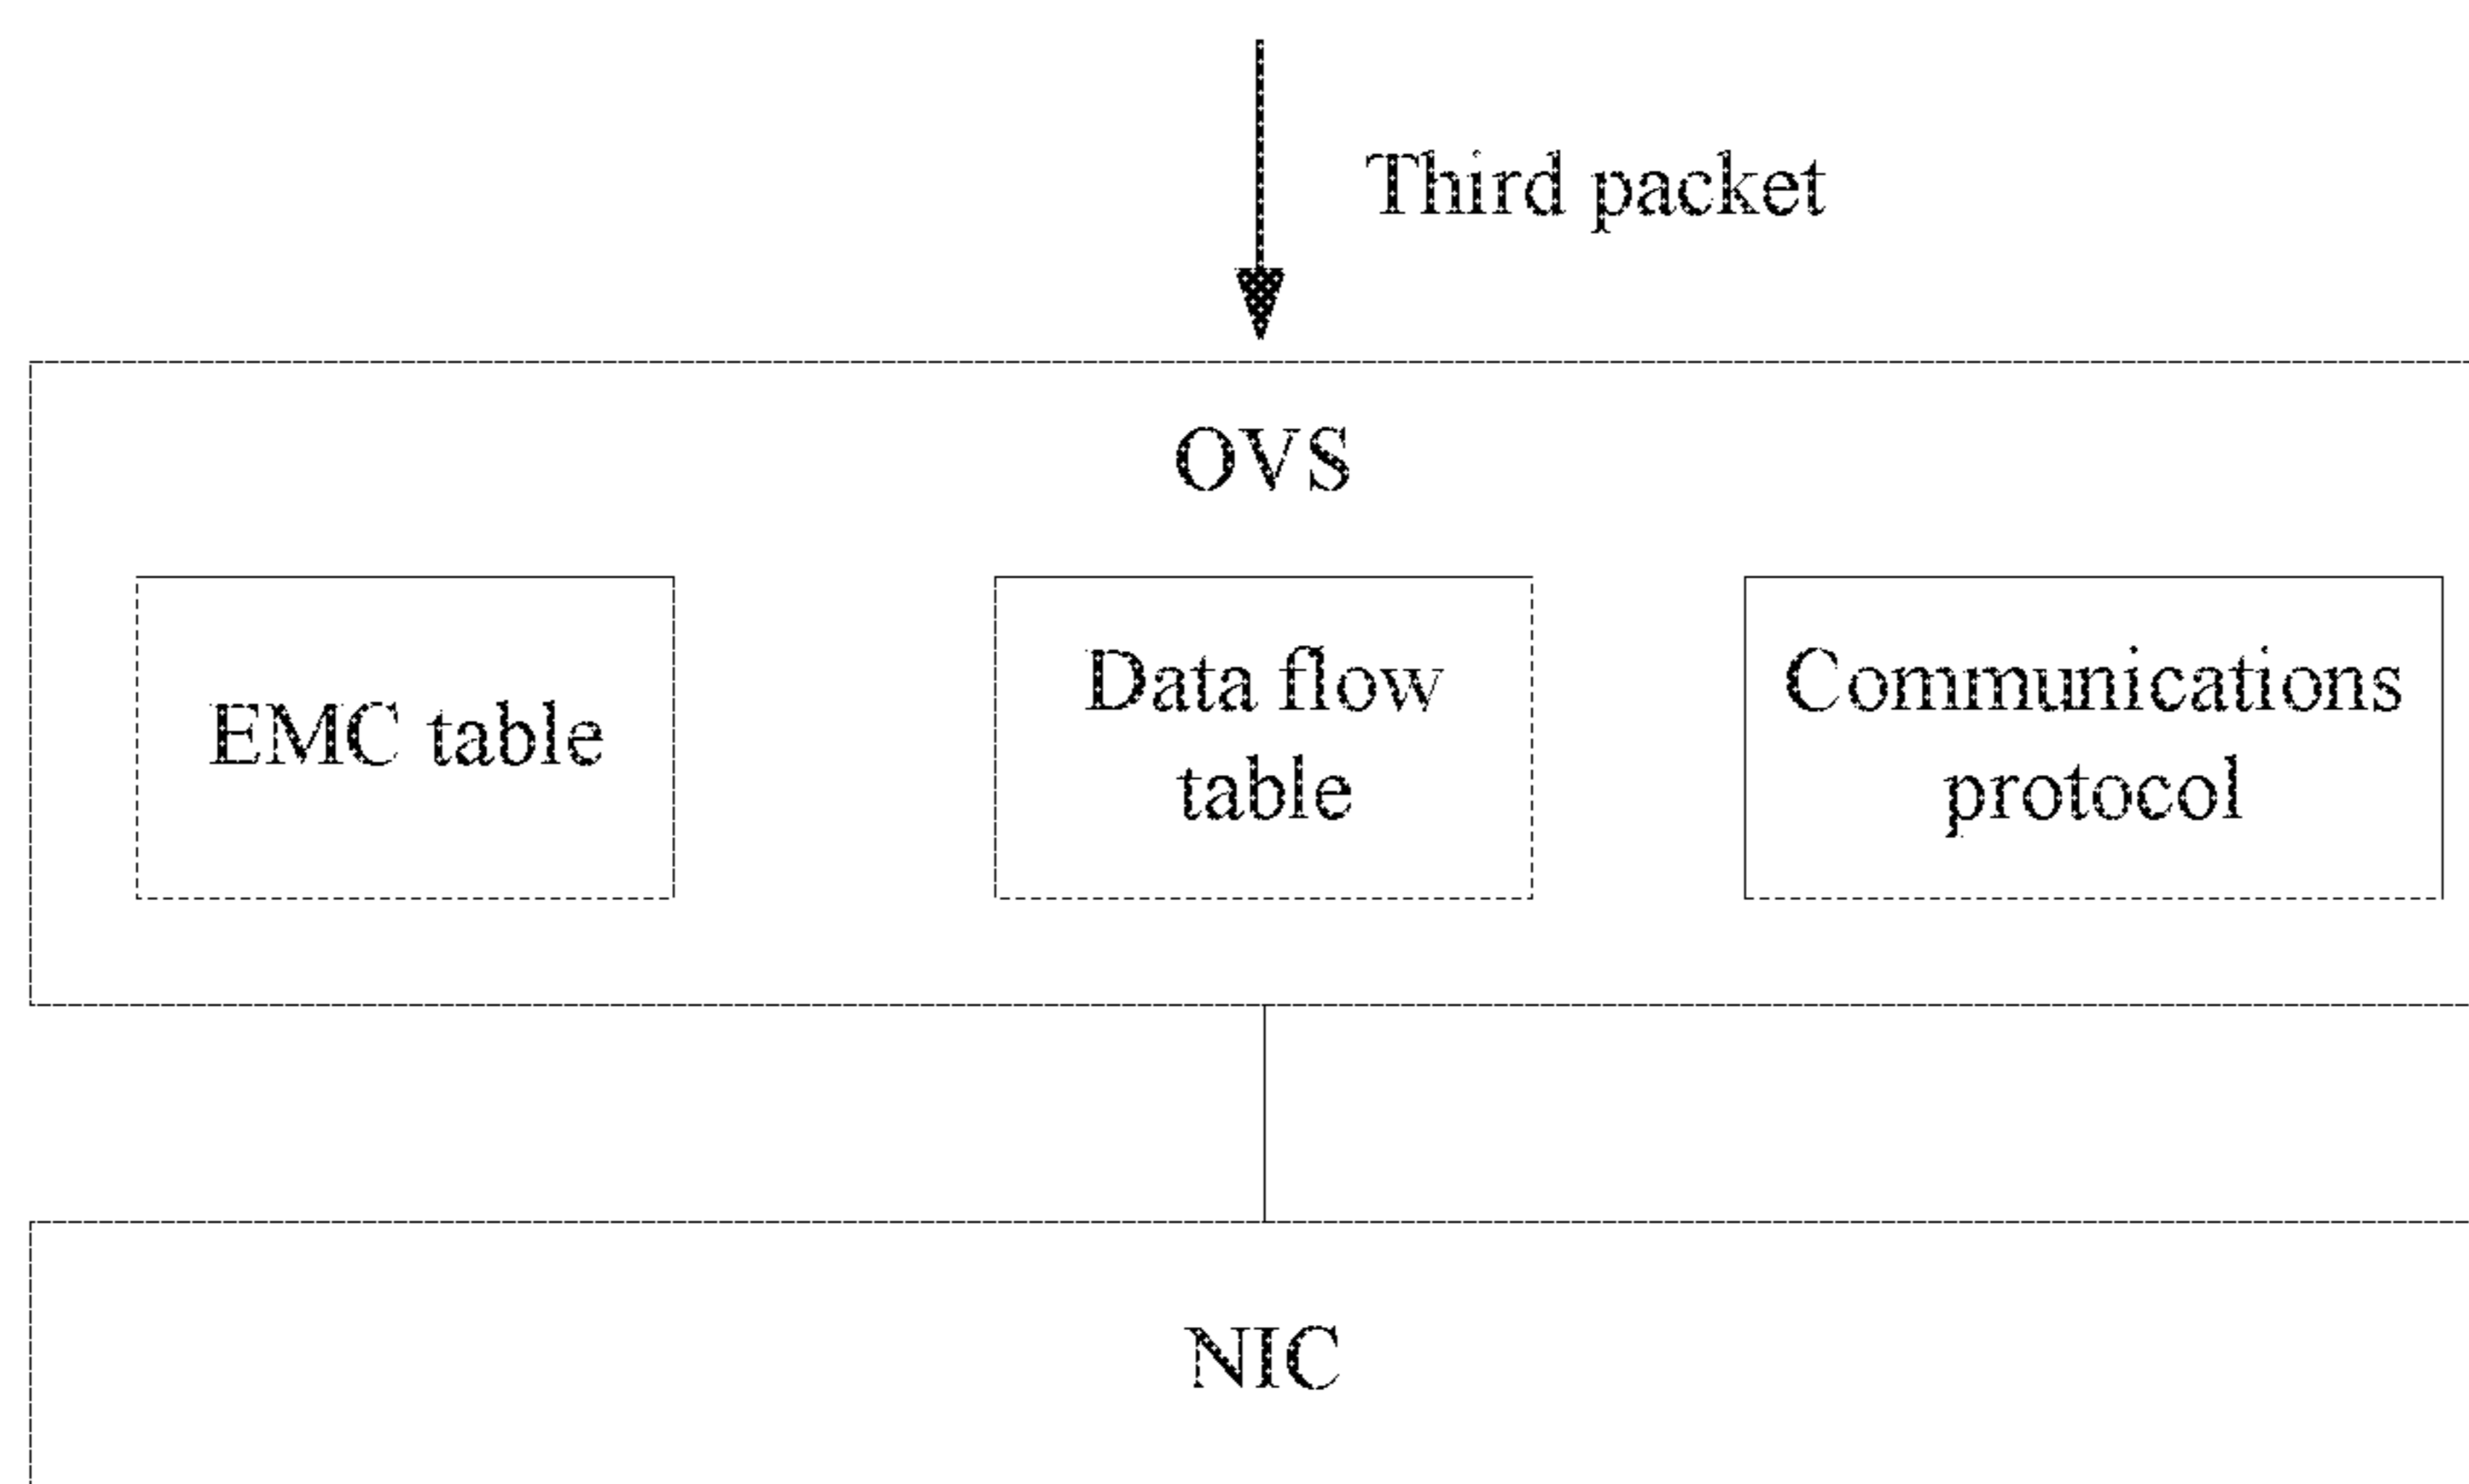 Third packet
OVS
EMC table
Data flow
table
Communications
protocol
NIC